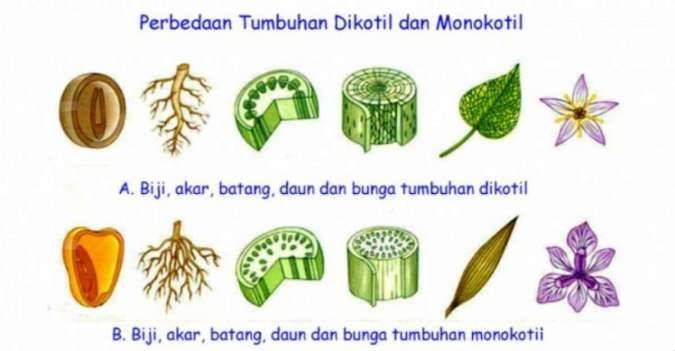 Perbedaan Tumbuhan Dikotil dan Monokotil
A. Biji, akar, batang, daun dan bunga tumbuhan dikotil
B. Biji, akar, batang, daun dan bunga tumbuhan monokotii